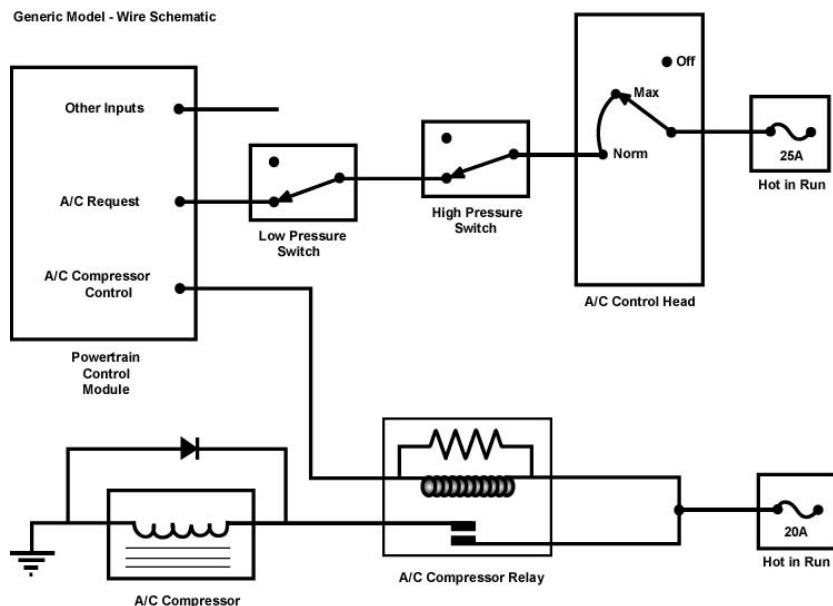 Generic Model - Wire Schematic
Other Inputs
A/C Request
A/C Compressor
Control
Powertrain
Control
Module
Low Pressure
Switch
High Pressure
Switch
Off
Max
Norm
A/C Control Head
25A
Hot in Run
A/C Compressor
A/C Compressor Relay
20A
Hot in Run